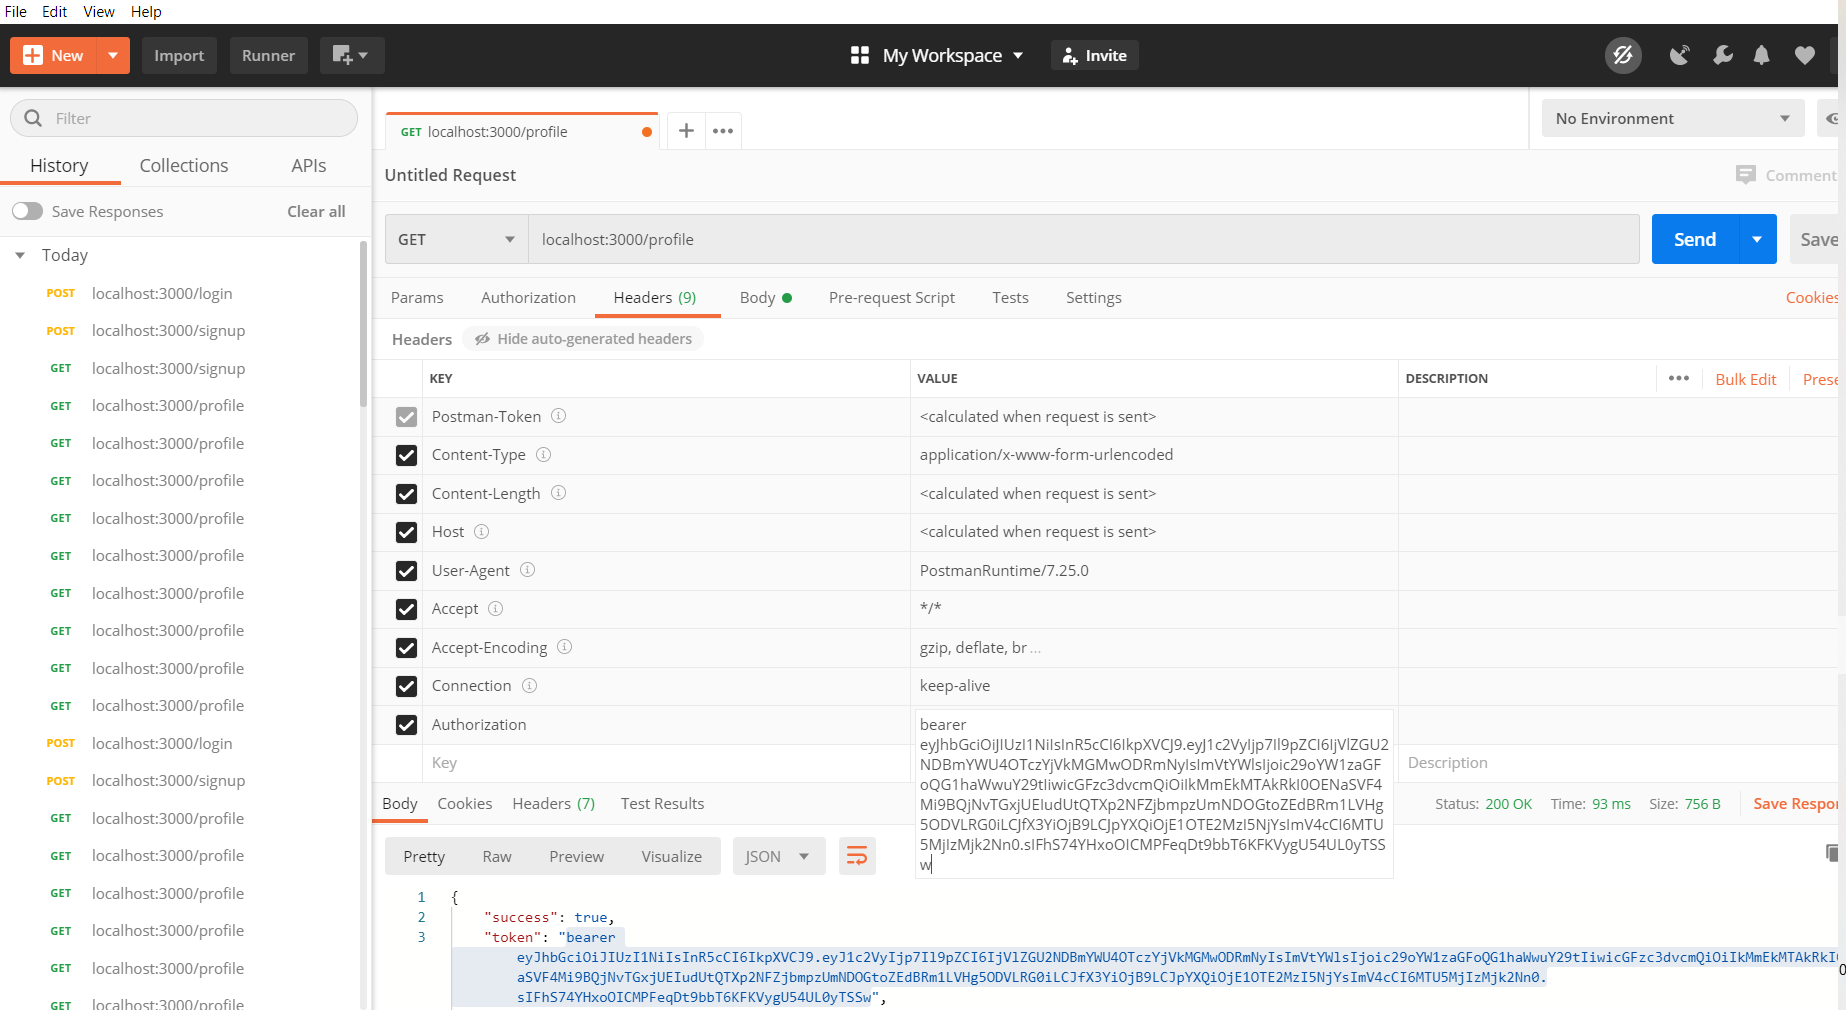 File Edit View Help
New Import Runner My Workspace Invite
Filter
GET localhost:3000/profile
No Environment
History Collections APIs
Untitled Request
Comment
Save Responses Clear all
GET localhost:3000/profile Send Save
Today
POST localhost:3000/login
POST localhost:3000/signup
GET localhost:3000/signup
GET localhost:3000/profile
GET localhost:3000/profile
GET localhost:3000/profile
GET localhost:3000/profile
GET localhost:3000/profile
GET localhost:3000/profile
GET localhost:3000/profile
GET localhost:3000/profile
GET localhost:3000/profile
POST localhost:3000/login
POST localhost:3000/signup
GET localhost:3000/profile
GET localhost:3000/profile
GET localhost:3000/profile
GET localhost:3000/profile
GET localhost:3000/profile
GET localhost:3000/profile
Params Authorization Headers (9) Body Pre-request Script Tests Settings Cookies
Headers Hide auto-generated headers
KEY VALUE DESCRIPTION ••• Bulk Edit Prese
Postman-Token <calculated when request is sent>
Content-Type application/x-www-form-urlencoded
Content-Length <calculated when request is sent>
Host <calculated when request is sent>
User-Agent PostmanRuntime/7.25.0
Accept */*
Accept-Encoding gzip, deflate, br ...
Connection keep-alive
Authorization bearer
eyJhbGciOiJIUzI1NiIsInR5cCI6IkpXVCJ9.eyJ1c2VyIjp7Il9pZCI6IjVlZGU2
NDBmYWU4OTczYjVkMGMwODRmNyIsImVtYWlsIjoic29oYW1zaGF
oQG1haWwuY29tIiwicGFzc3dvcmQiOiIkMmEkMTAkRkI0OENaSVF4
Mi9BQjNvTGxjUEIudUtQTXp2NFZjbmpzUmNDOGtoZEdBRm1LVHg
5ODVLRG0iLCJfX3YiOjB9LCJpYXQiOjE1OTE2MzI5NjYsImV4cCI6MTU
5MjIzMjk2Nn0.sIFhS74YHxoOICMPFeqDt9bbT6KFKVygU54UL0yTSS
w
Key Description
Body Cookies Headers (7) Test Results Status: 200 OK Time: 93 ms Size: 756 B Save Respon
Pretty Raw Preview Visualize JSON
1 {
2 "success": true,
3 "token": "bearer
eyJhbGciOiJIUzI1NiIsInR5cCI6IkpXVCJ9.eyJ1c2VyIjp7Il9pZCI6IjVlZGU2NDBmYWU4OTczYjVkMGMwODRmNyIsImVtYWlsIjoic29oYW1zaGFoQG1haWwuY29tIiwicGFzc3dvcmQiOiIkMmEkMTAkRkI0
aSVF4Mi9BQjNvTGxjUEIudUtQTXp2NFZjbmpzUmNDOGtoZEdBRm1LVHg5ODVLRG0iLCJfX3YiOjB9LCJpYXQiOjE1OTE2MzI5NjYsImV4cCI6MTU5MjIzMjk2Nn0.
sIFhS74YHxoOICMPFeqDt9bbT6KFKVygU54UL0yTSSw",